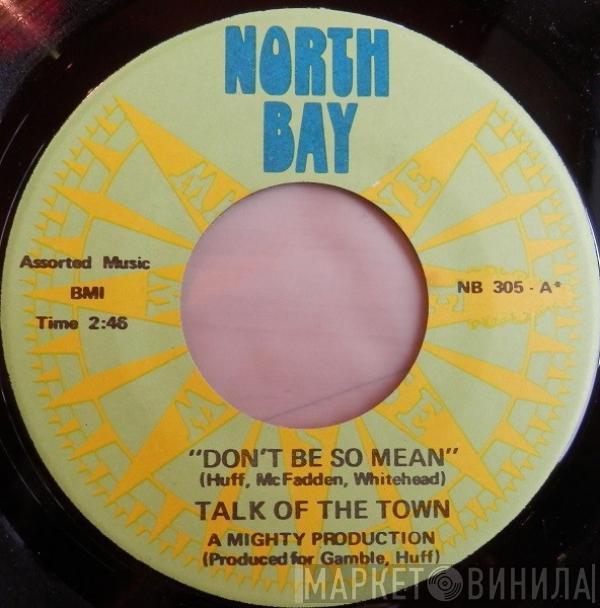 NORTH
BAY
NE
Assorted Music
BMI
Time 2:46
NB 305 - A*
"DON'T BE SO MEAN"
(Huff, McFadden, Whitehead)
TALK OF THE TOWN
A MIGHTY PRODUCTION
(Produced for Gamble, Huff)
МАРКЕТ ВИНИЛА